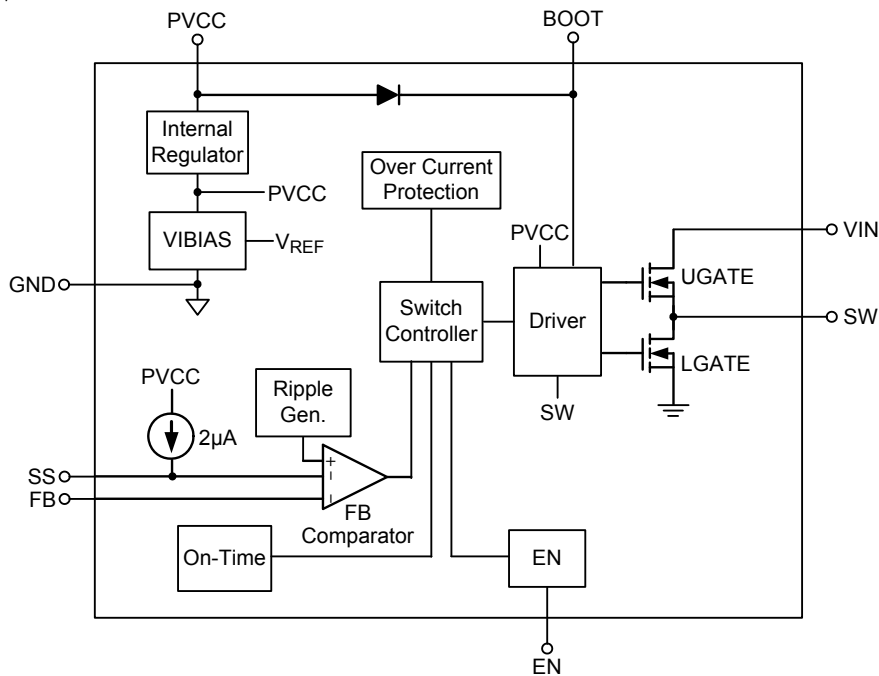 PVCC
BOOT
Internal
Regulator
Over Current
Protection
PVCC
PVCC
VIBIAS
VREF
VIN
UGATE
GND
Switch
Controller
Driver
SW
LGATE
PVCC
Ripple
Gen.
SW
2µA
SS
FB
+
-
-
FB
Comparator
On-Time
EN
EN